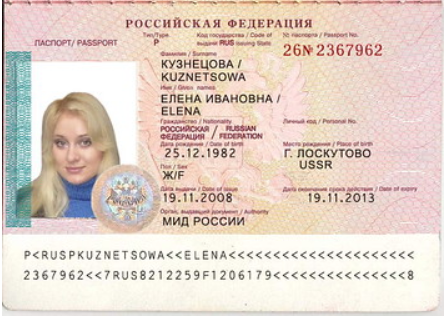 РОССИЙСКАЯ ФЕДЕРАЦИЯ
ПАСПОРТ/ PASSPORT
Тип/Type Код государства / Code of № паспорта / Passport No.
P выдачи RUS Issuing State 26№2367962
Фамилия / Surname
КУЗНЕЦОВА /
KUZNETSOWA
Имя / Given names
ЕЛЕНА ИВАНОВНА /
ELENA
Гражданство / Nationality Личный код / Personal No.
РОССИЙСКАЯ / RUSSIAN
ФЕДЕРАЦИЯ FEDERATION
Дата рождения / Date of birth Место рождения / Place of birth
25.12.1982 Г. ЛОСКУТОВО
Пол / Sex USSR
Ж/F
Дата выдачи / Date of issue Дата окончания срока действия / Date of expiry
19.11.2008 19.11.2013
Орган, выдавший документ / Authority
МИД РОССИИ
P<RUSPKUZNETSOWA<<ELENA<<<<<<<<<<<<<<<<<<<<<
2367962<<7RUS8212259F1206179<<<<<<<<<<<<<<<8